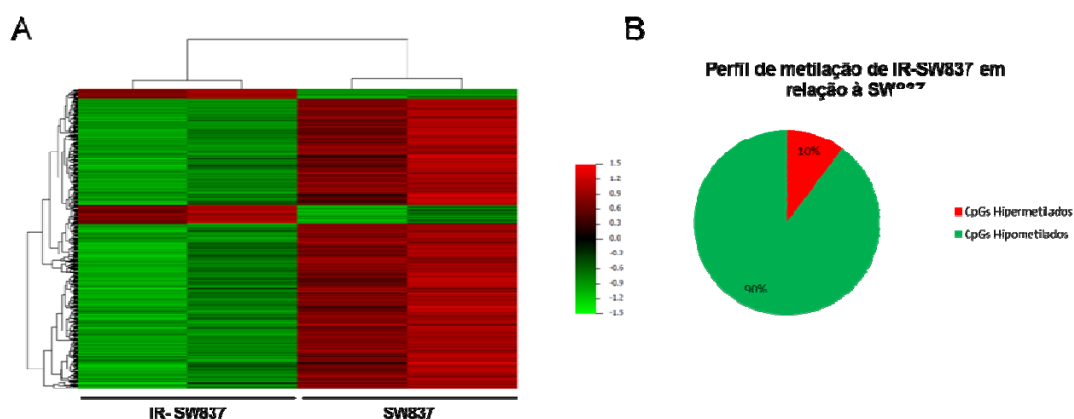 A
B
Perfil de metilação de IR-SW837 em
relação à SW837
10%
90%
CpGs Hipermetilados
CpGs Hipometilados
1.5
1.2
0.9
0.6
0.3
0.0
-0.3
-0.6
-0.9
-1.2
-1.5
IR- SW837
SW837